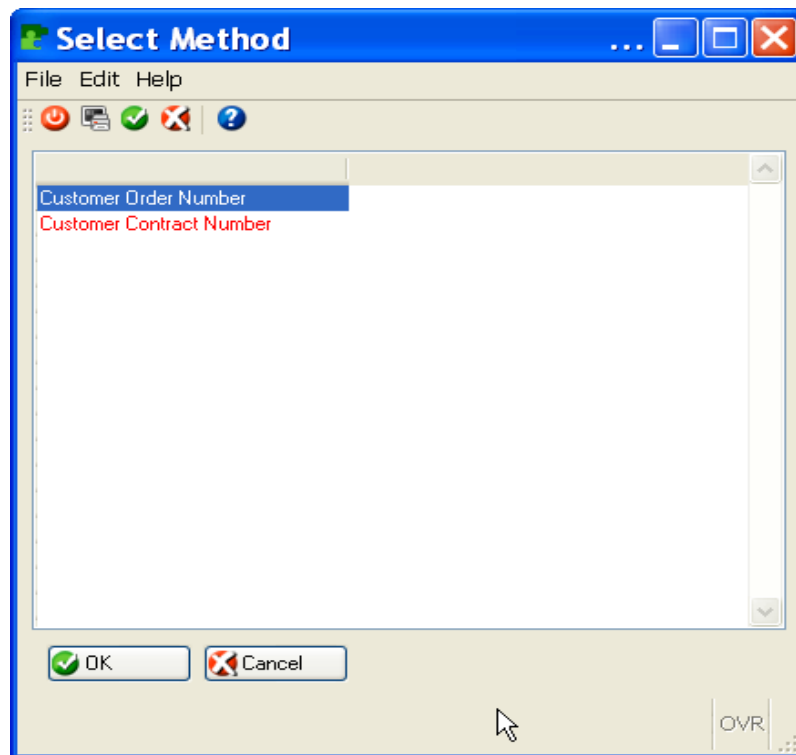 Select Method ...
File Edit Help
Customer Order Number
Customer Contract Number
OK Cancel
OVR